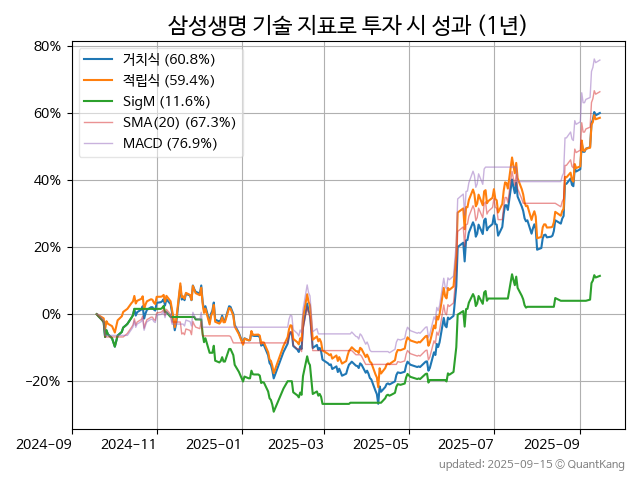 삼성생명 기술 지표로 투자 시 성과 (1년)
80%
60%
40%
20%
0%
−20%
거치식 (60.8%)
적립식 (59.4%)
SigM (11.6%)
SMA(20) (67.3%)
MACD (76.9%)
2024-09
2024-11
2025-01
2025-03
2025-05
2025-07
2025-09
updated: 2025-09-15 ⓒ QuantKang